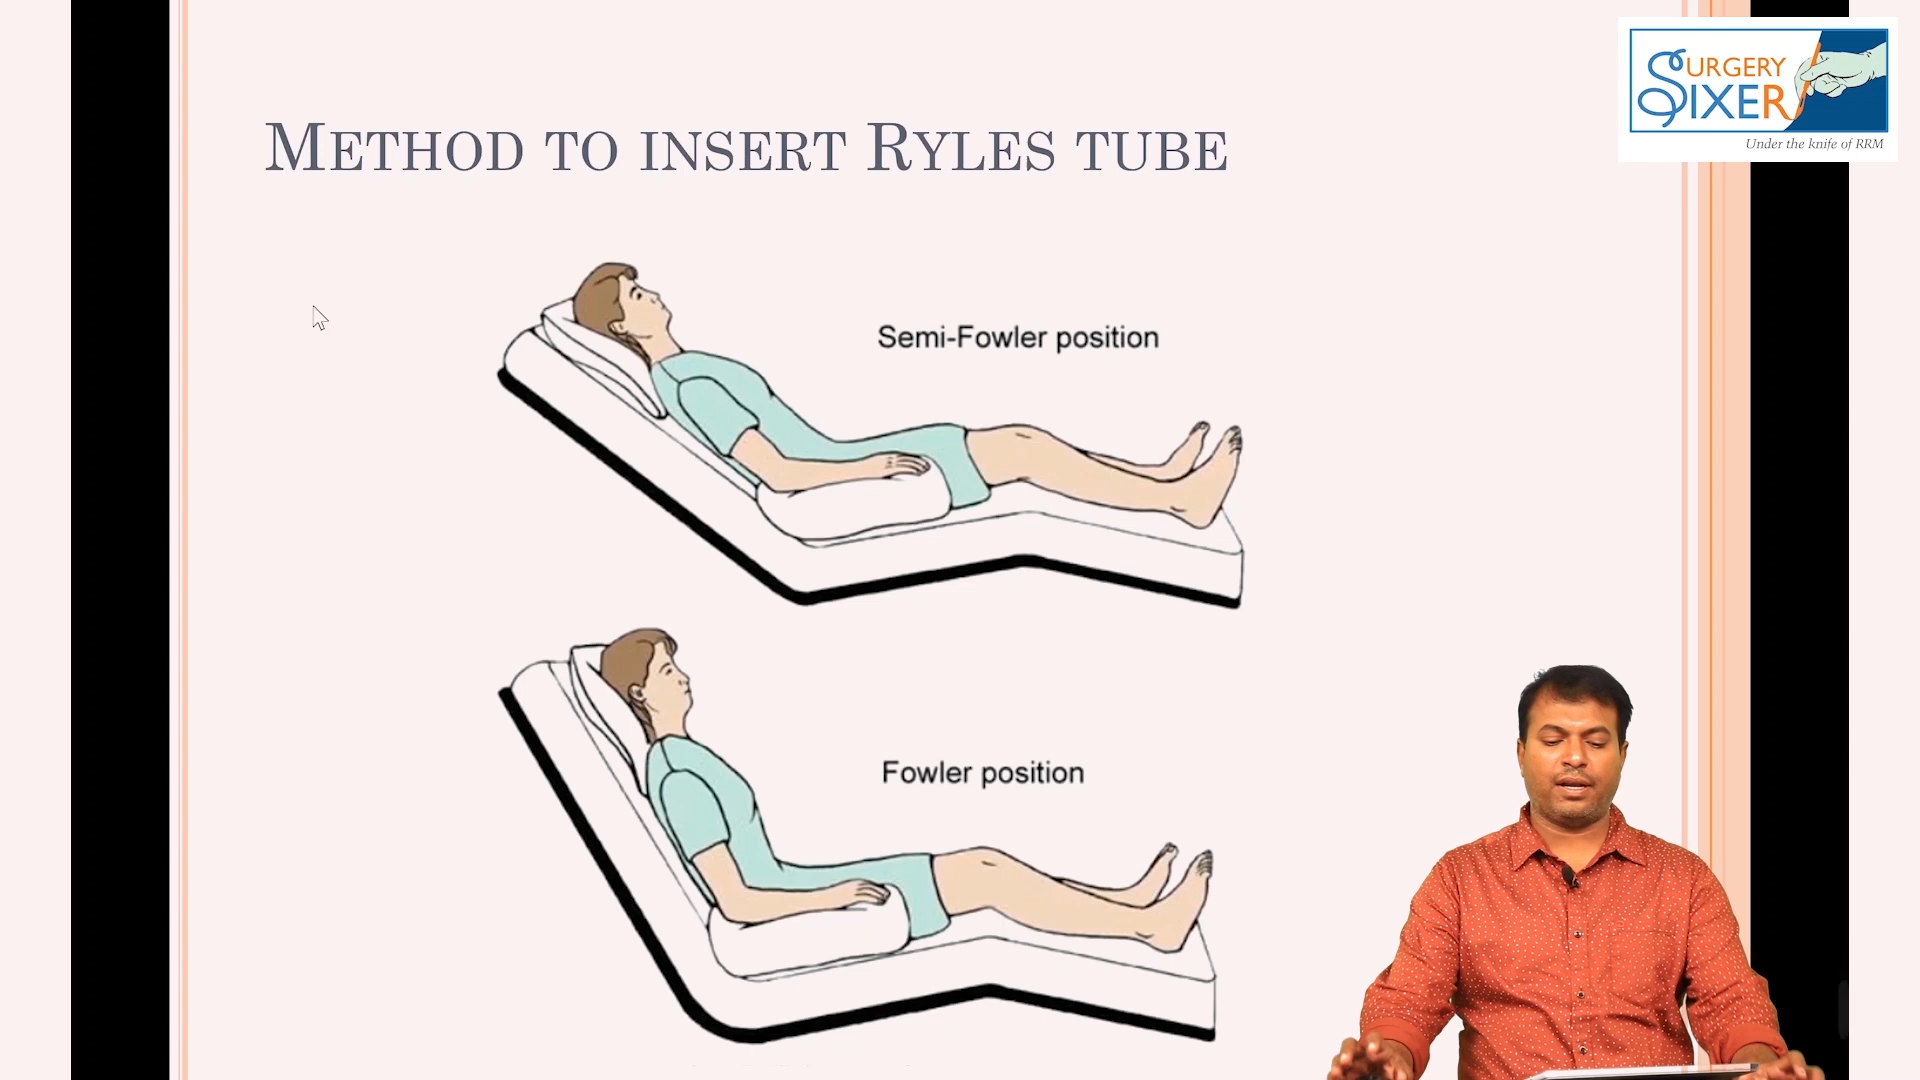 SURGERY
SIXER
Under the knife of RRM
METHOD TO INSERT RYLES TUBE
Semi-Fowler position
Fowler position